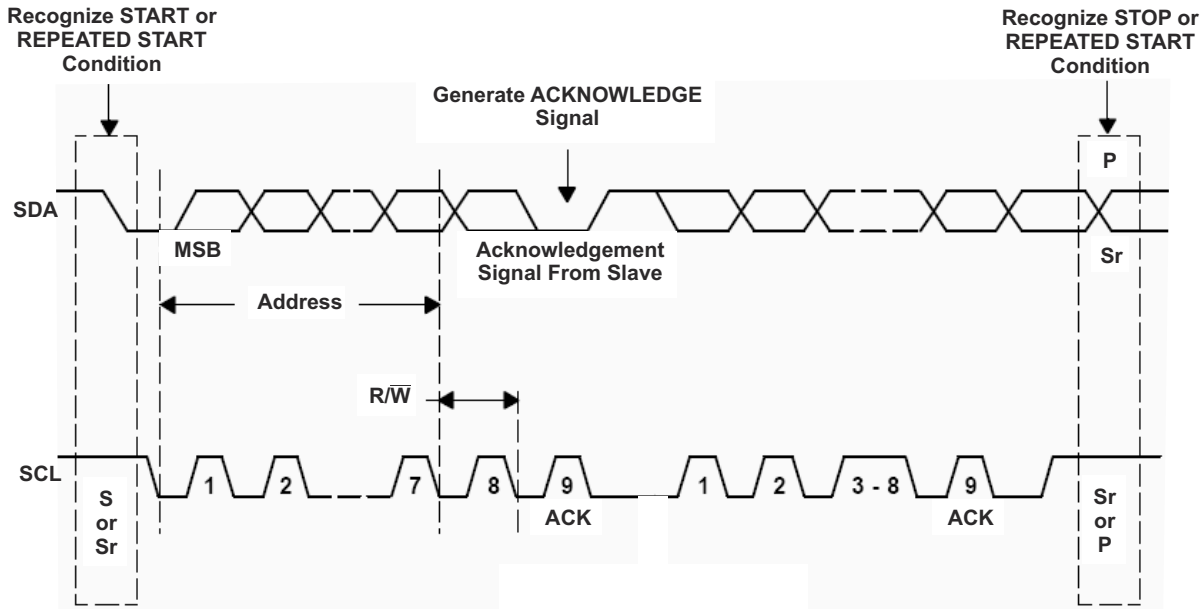 Recognize START or
REPEATED START
Condition
Recognize STOP or
REPEATED START
Condition
Generate ACKNOWLEDGE
Signal
P
SDA
MSB
Acknowledgement
Signal From Slave
Sr
Address
R/W̅
SCL
1
2
7
8
9
1
2
3 - 8
9
S
or
Sr
ACK
ACK
Sr
or
P